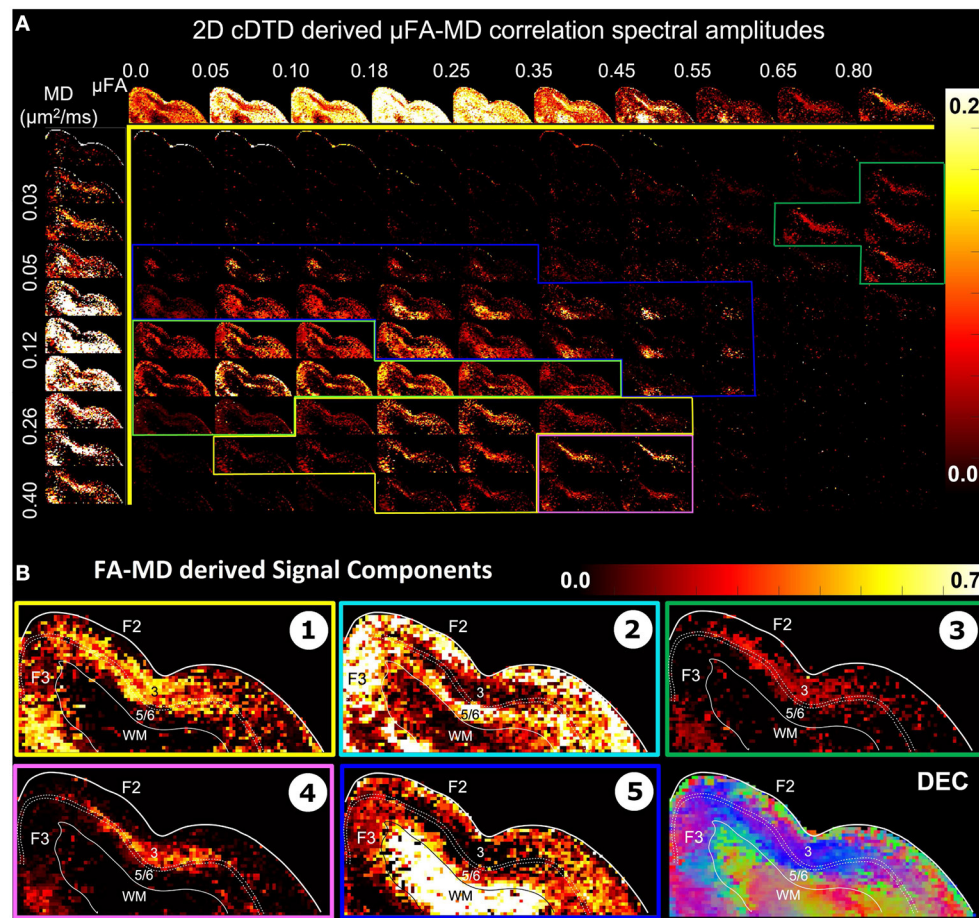 A
2D cDTD derived µFA-MD correlation spectral amplitudes
µFA
0.0 0.05 0.10 0.18 0.25 0.35 0.45 0.55 0.65 0.80
MD
(µm²/ms)
0.03
0.05
0.12
0.26
0.40
0.2
0.0
B
FA-MD derived Signal Components
0.0
0.7
1
F2
F3
3
5/6
WM
2
F2
F3
3
5/6
WM
3
F2
F3
3
5/6
WM
4
F2
F3
3
5/6
WM
5
F2
F3
3
5/6
WM
DEC
F2
F3
3
5/6
WM